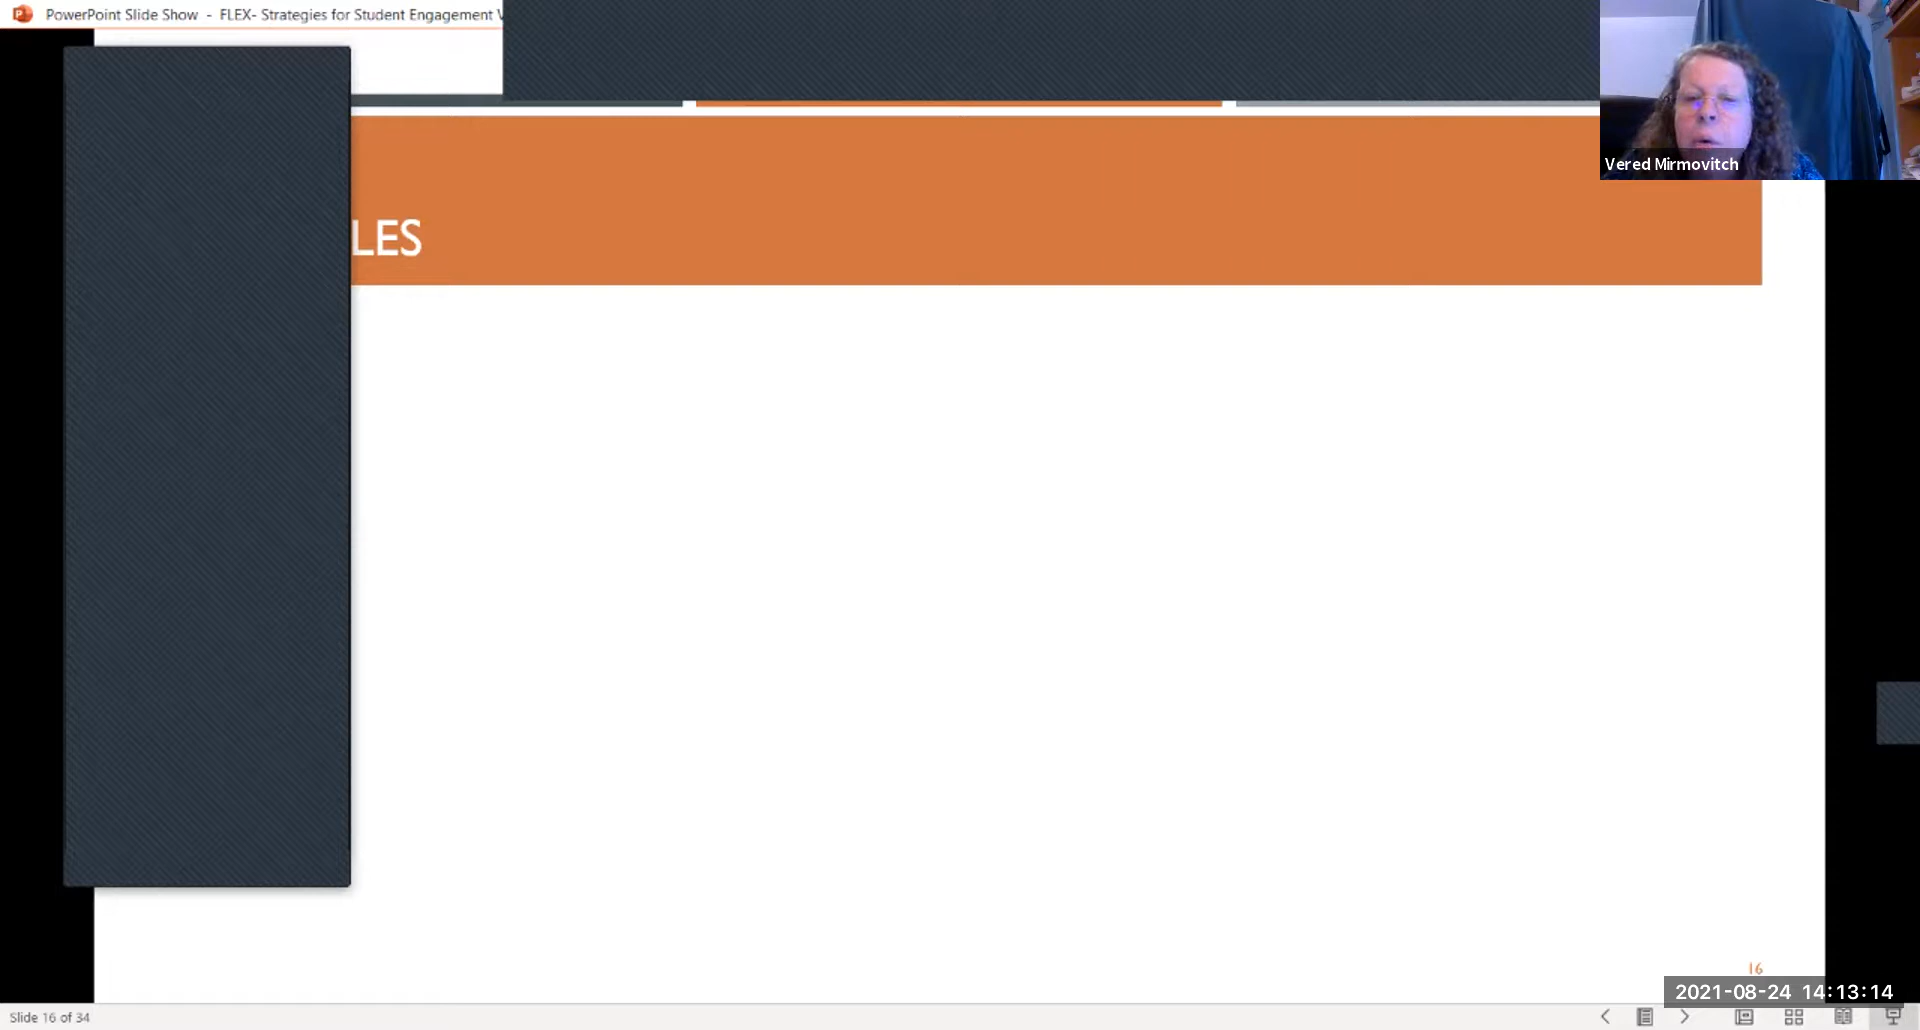 PowerPoint Slide Show - FLEX- Strategies for Student Engagement
Vered Mirmovitch
LES
16
2021-08-24 14:13:14
Slide 16 of 34